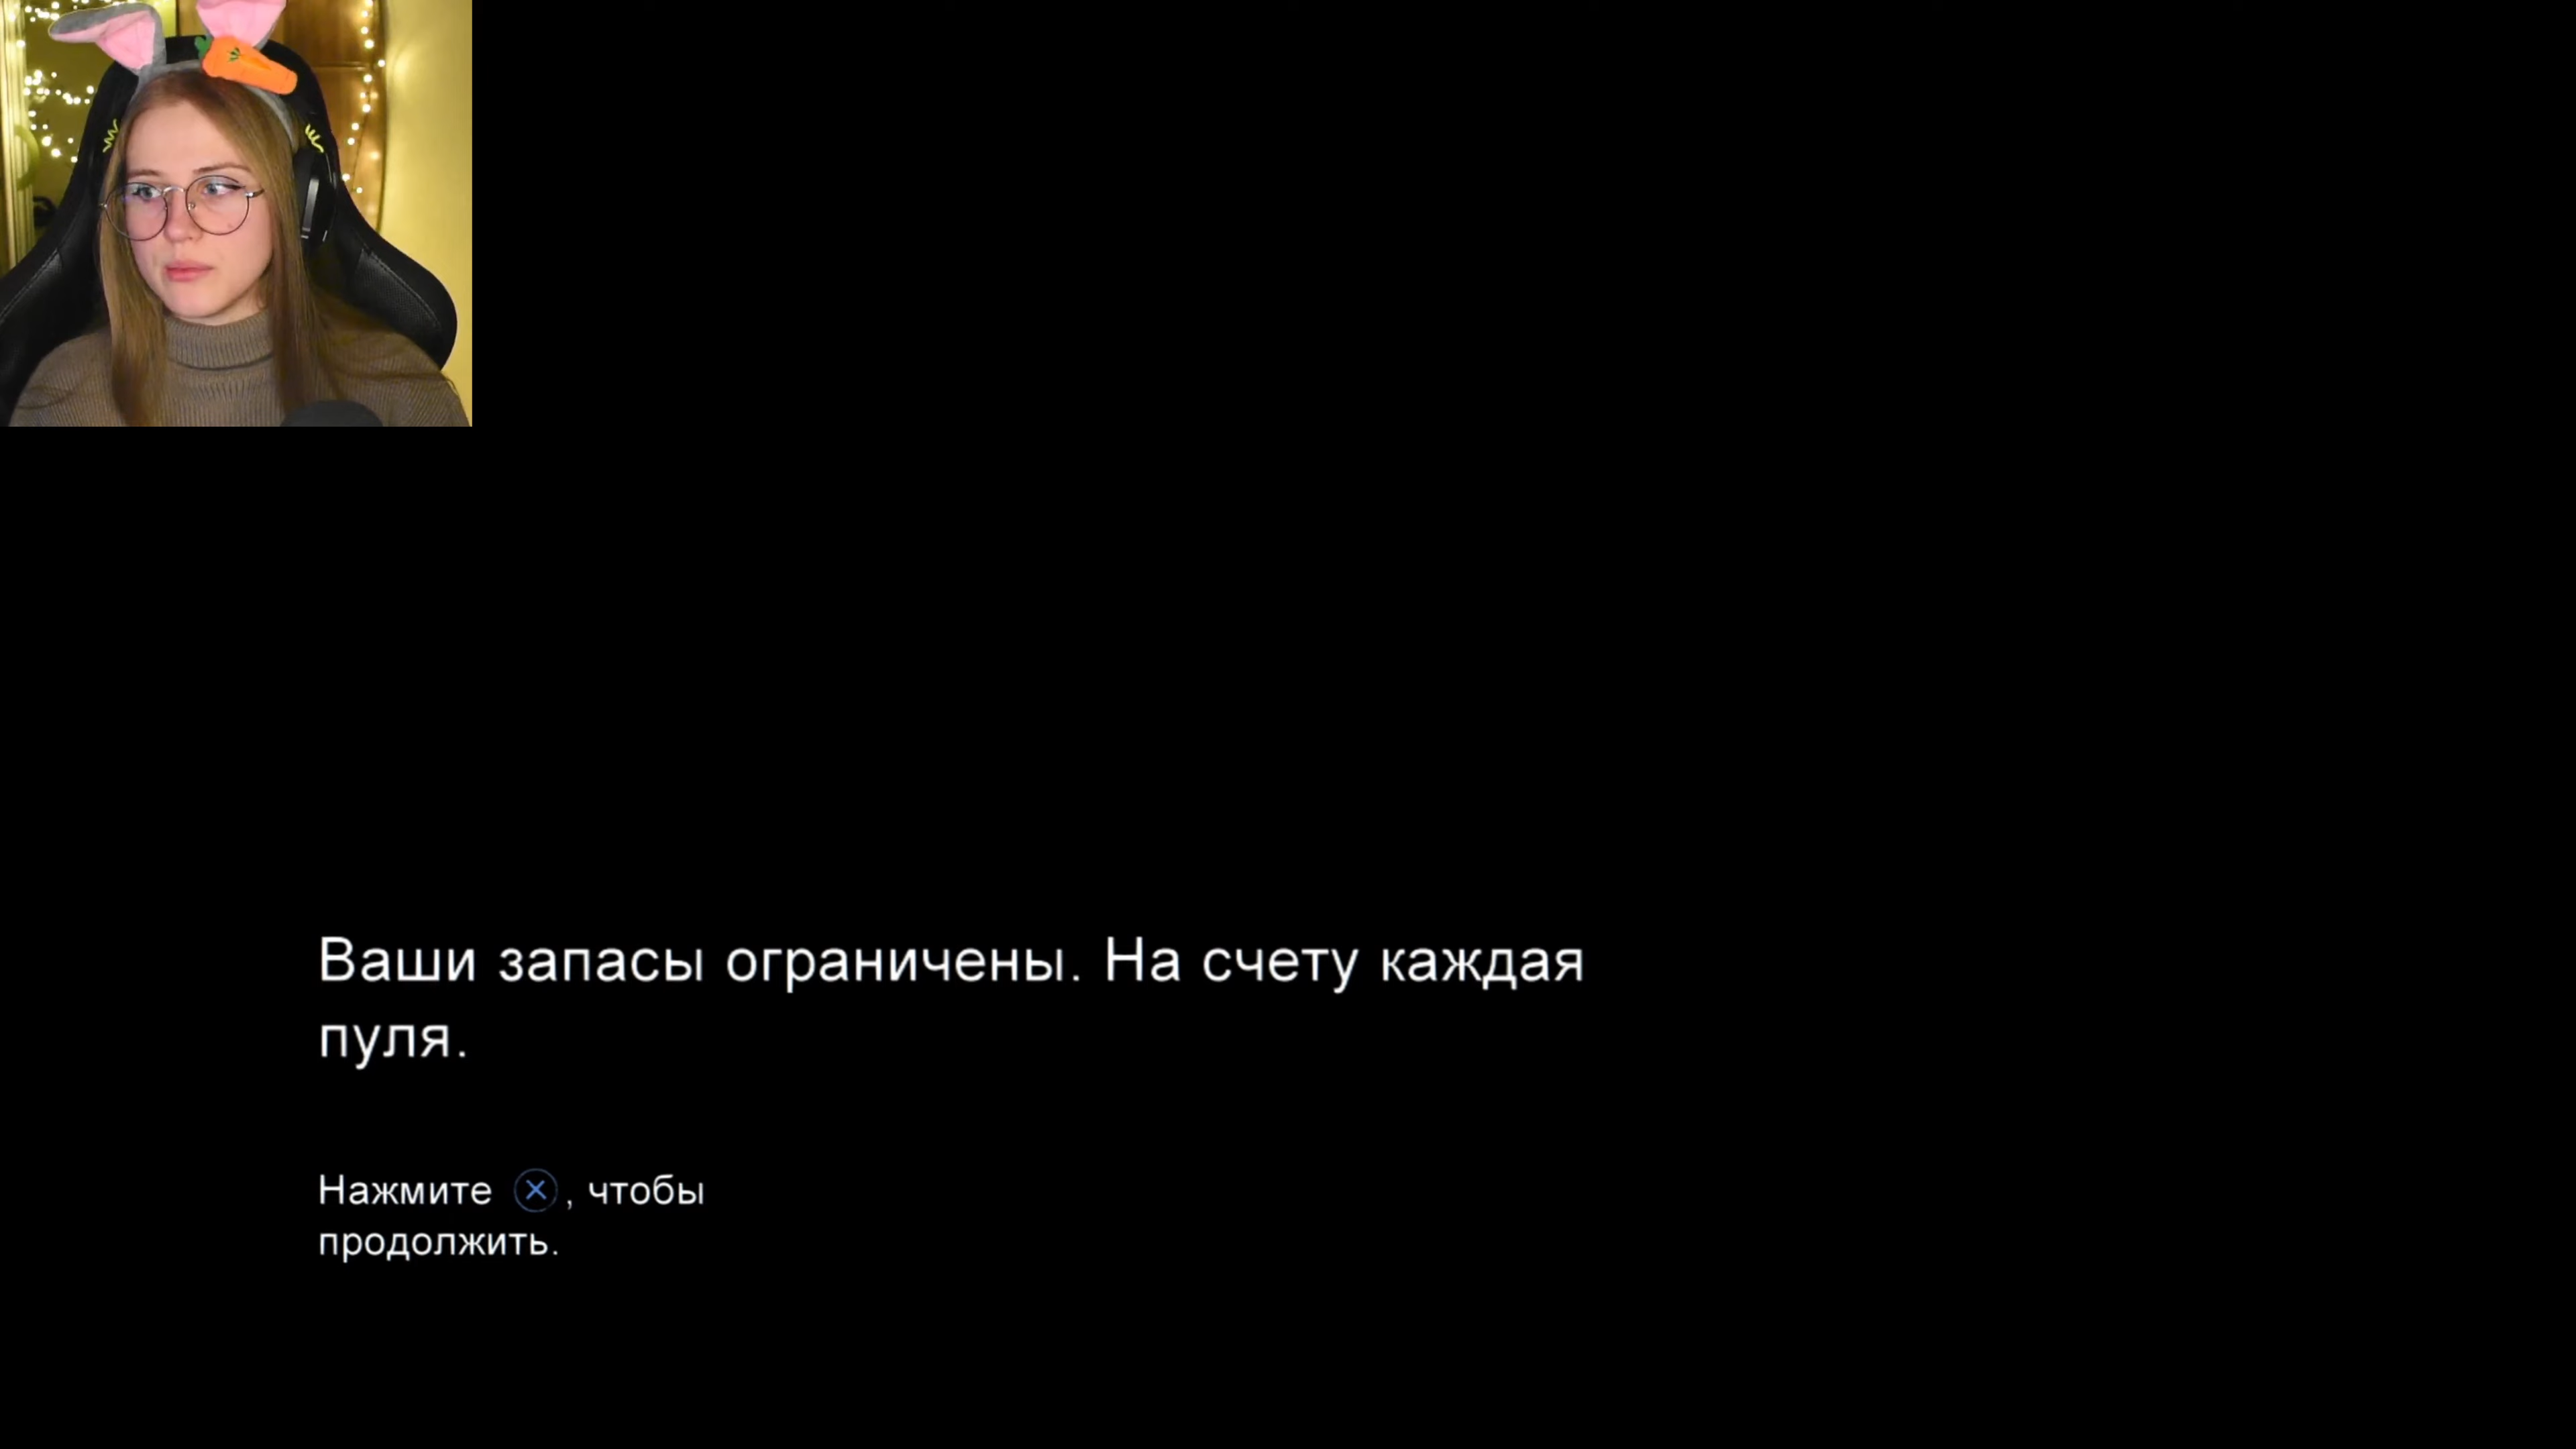 Ваши запасы ограничены. На счету каждая
пуля.
Нажмите , чтобы
продолжить.